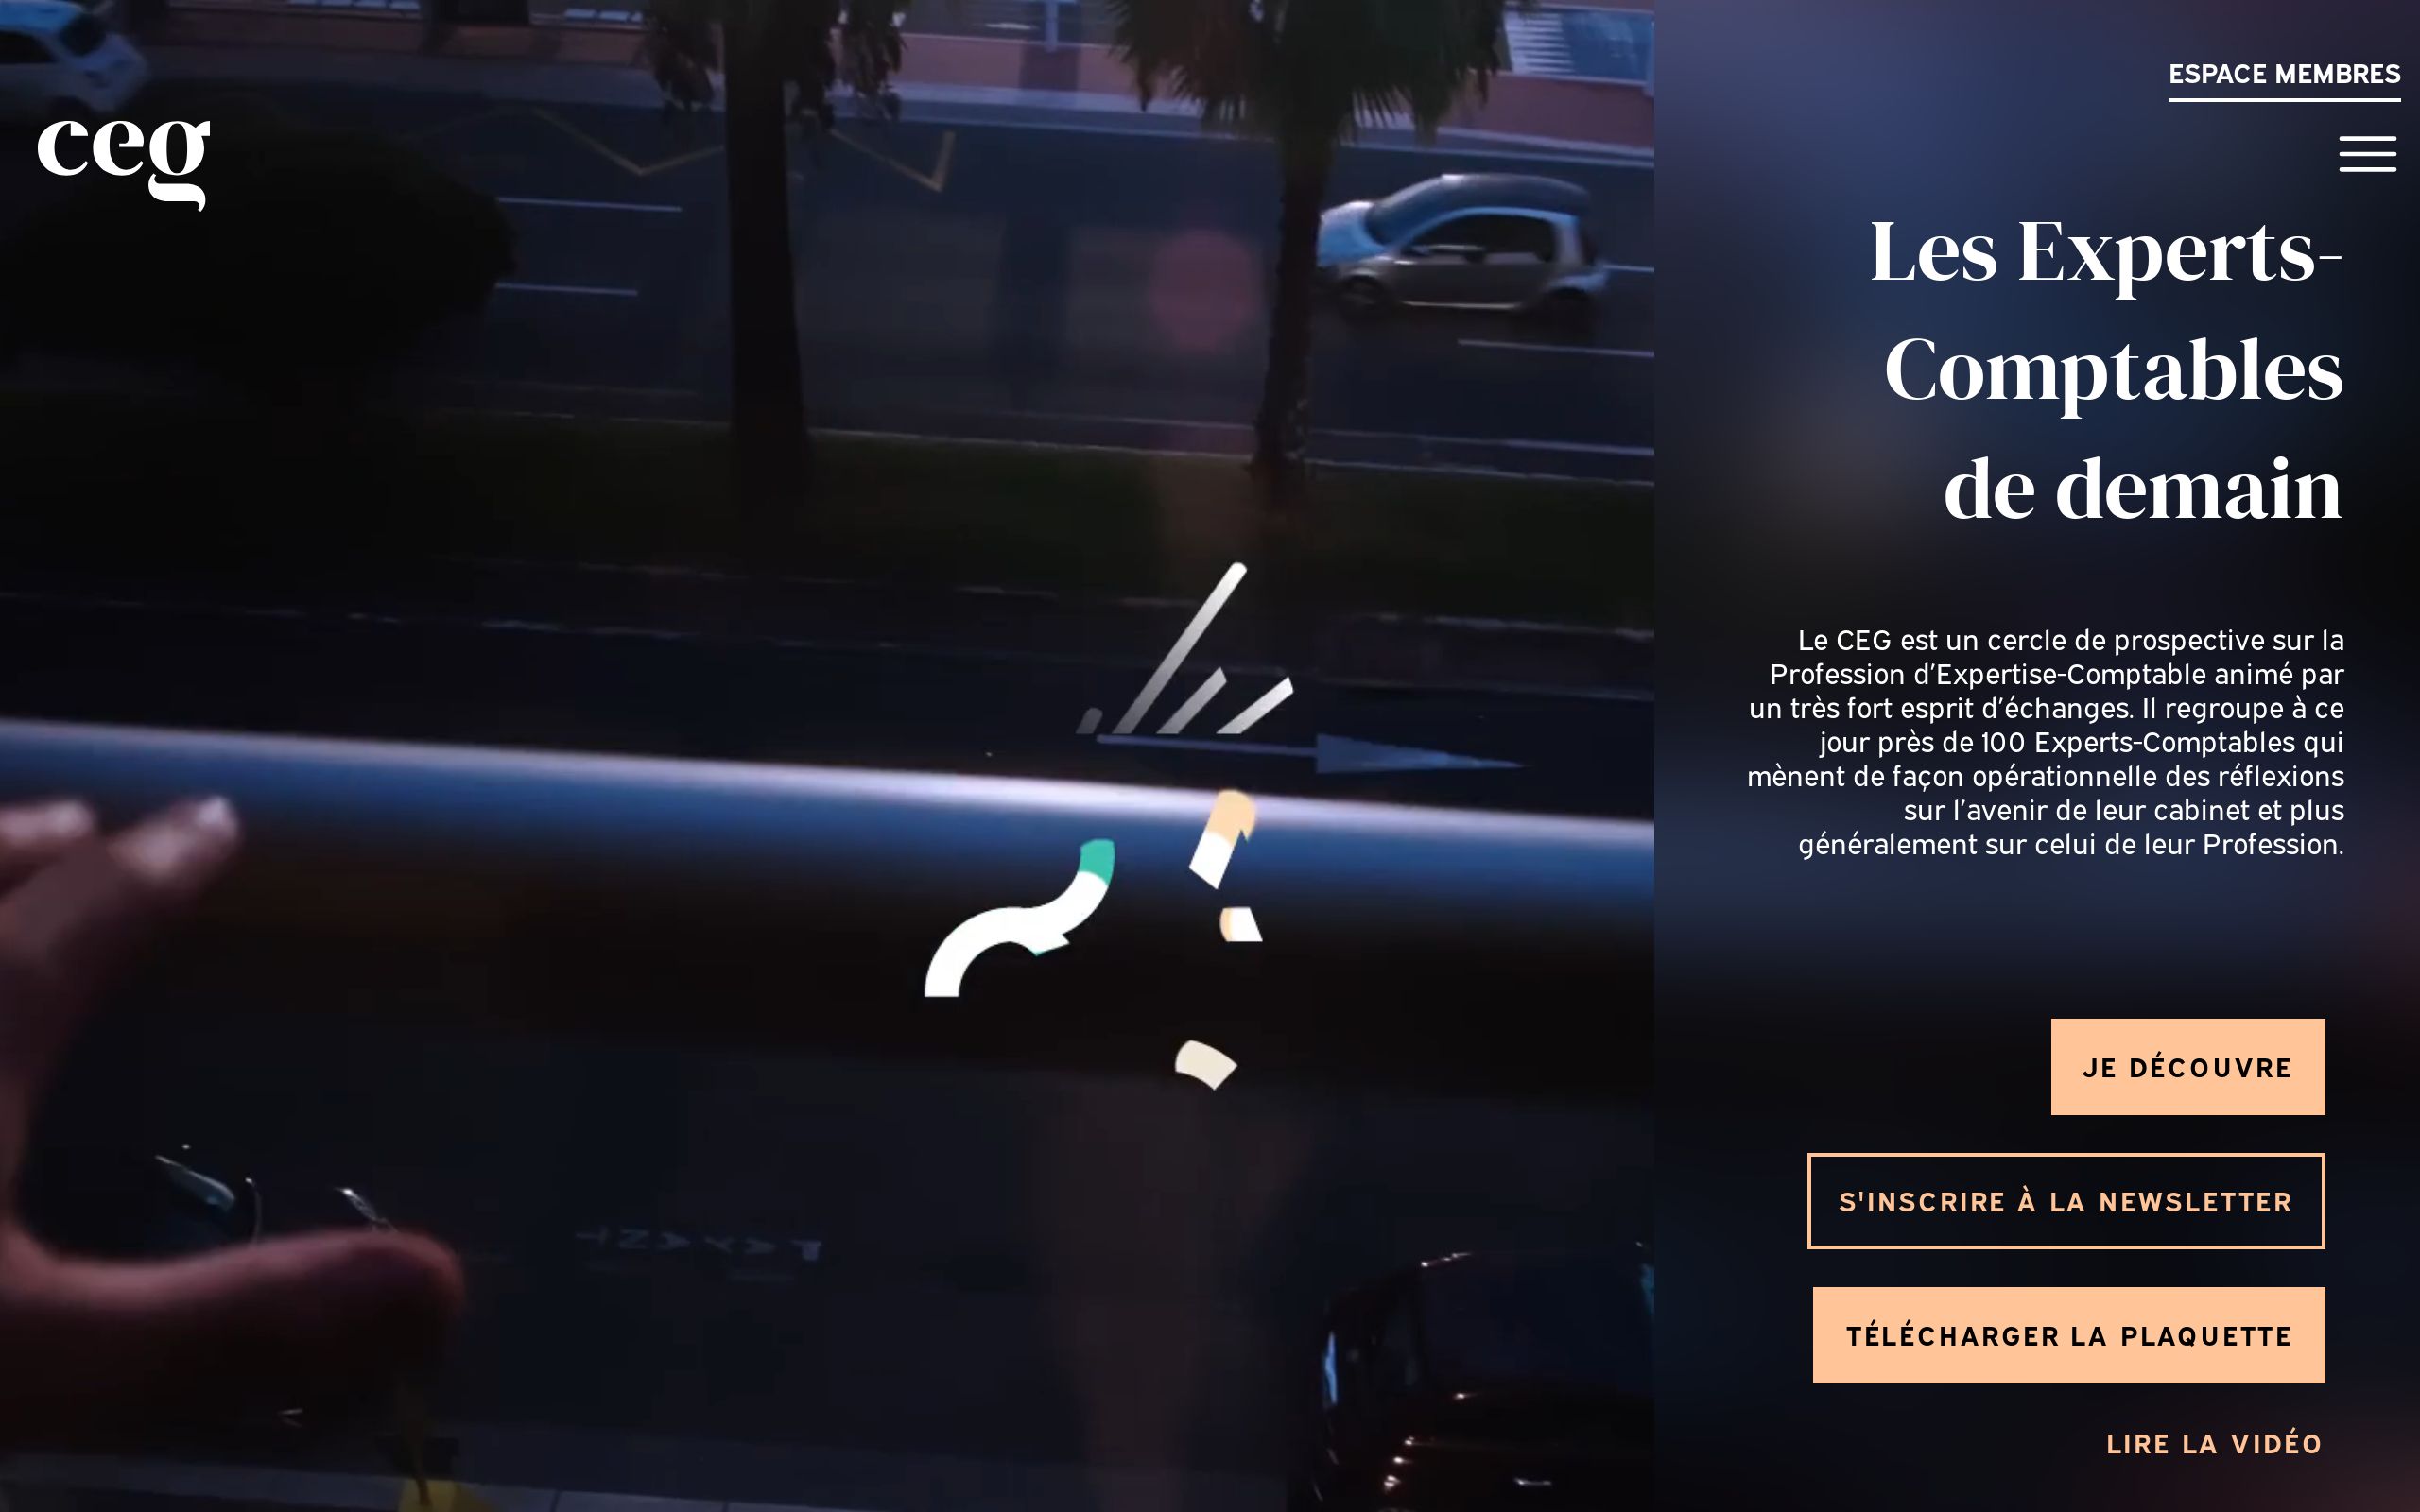 ESPACE MEMBRES
ceg
Les Experts-
Comptables
de demain
Le CEG est un cercle de prospective sur la
Profession d'Expertise-Comptable animé par
un très fort esprit d'échanges. Il regroupe à ce
jour près de 100 Experts-Comptables qui
mènent de façon opérationnelle des réflexions
sur l'avenir de leur cabinet et plus
généralement sur celui de leur Profession.
JE DÉCOUVRE
S'INSCRIRE À LA NEWSLETTER
TÉLÉCHARGER LA PLAQUETTE
LIRE LA VIDÉO